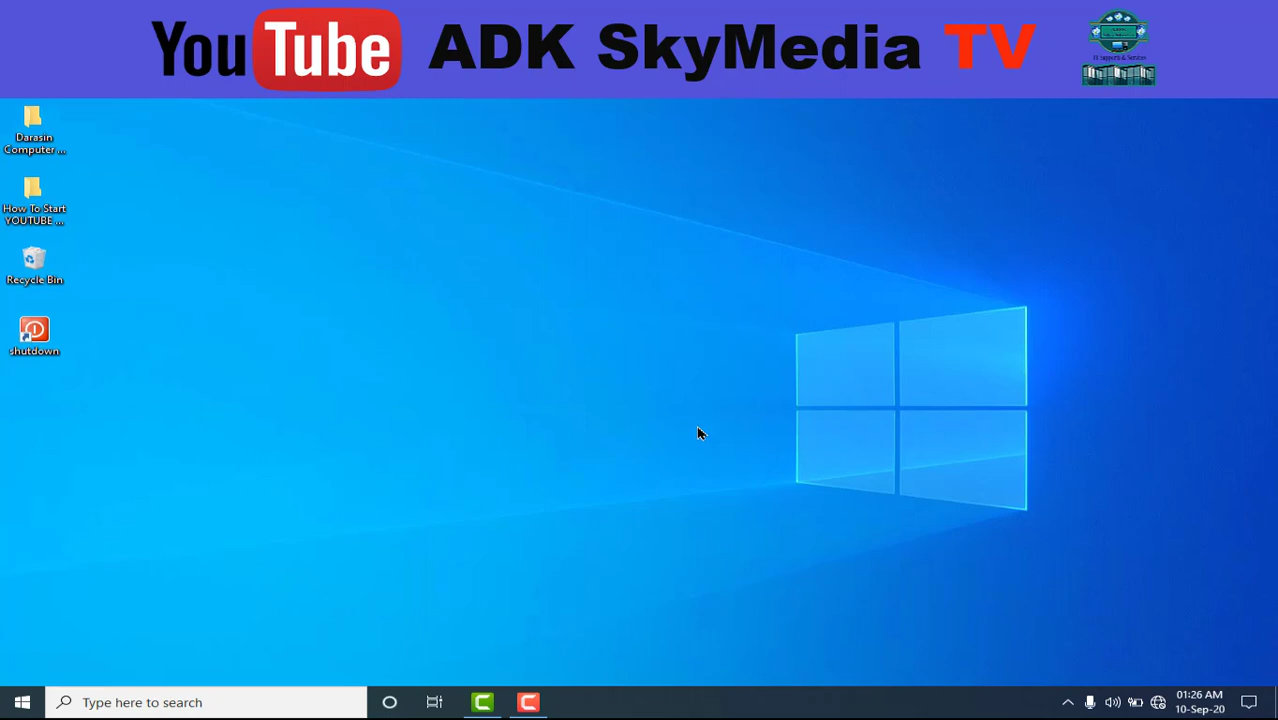 YouTube ADK SkyMedia TV
Darasin
Computer ...
How To Start
YOUTUBE ...
Recycle Bin
shutdown
Type here to search
01:26 AM
10-Sep-20